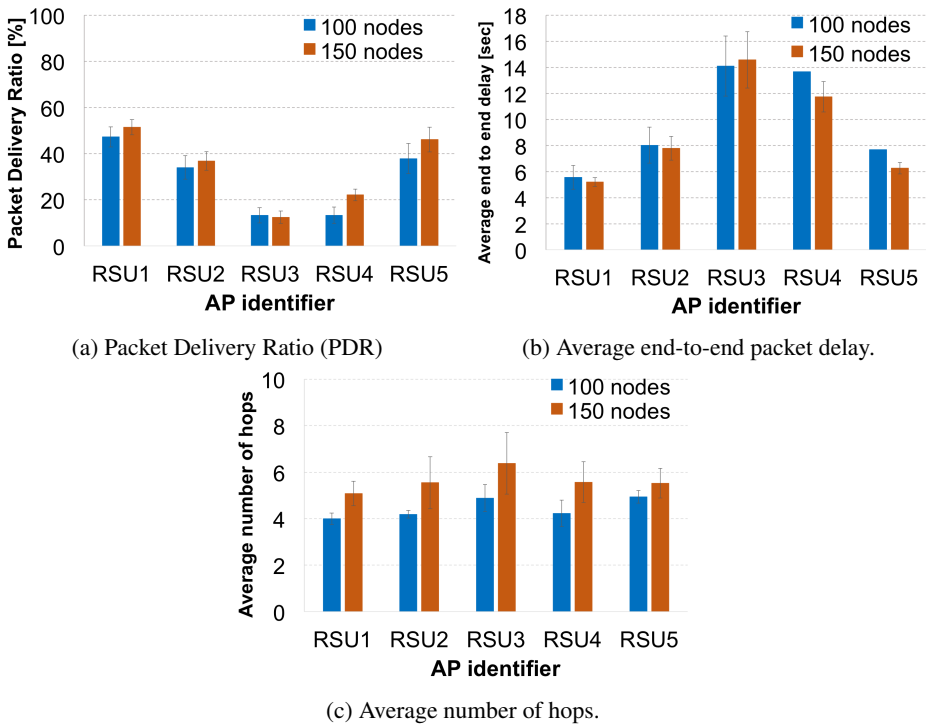 Packet Delivery Ratio [%]
100
80
60
40
20
0
100 nodes
150 nodes
RSU1 RSU2 RSU3 RSU4 RSU5
AP identifier
(a) Packet Delivery Ratio (PDR)
Average end to end delay [sec]
18
16
14
12
10
8
6
4
2
0
100 nodes
150 nodes
RSU1 RSU2 RSU3 RSU4 RSU5
AP identifier
(b) Average end-to-end packet delay.
Average number of hops
10
8
6
4
2
0
100 nodes
150 nodes
RSU1 RSU2 RSU3 RSU4 RSU5
AP identifier
(c) Average number of hops.